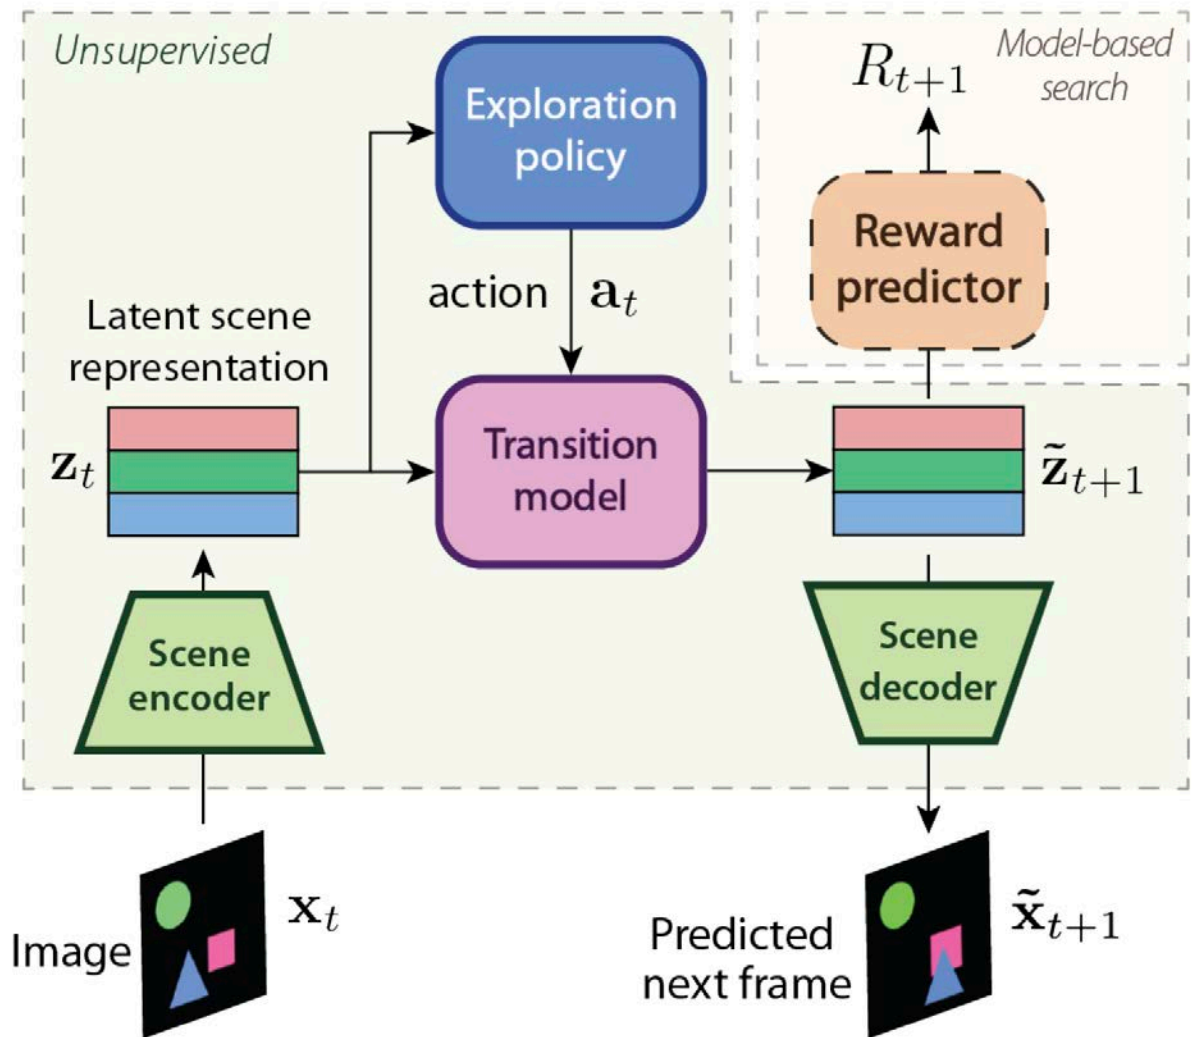 Unsupervised
Model-based
search
R_{t+1}
Exploration
policy
Reward
predictor
action a_t
Latent scene
representation
z_t
Transition
model
z̃_{t+1}
Scene
encoder
Scene
decoder
Image
x_t
Predicted
next frame
x̃_{t+1}